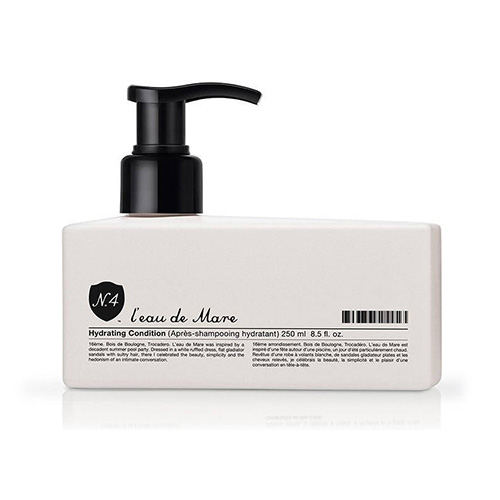 N.4
l'eau de Mare
Hydrating Condition (Après-shampooing hydratant) 250 ml 8.5 fl. oz.
16ème. Bois de Boulogne, Trocadero. L'eau de Mare was inspired by a
decadent summer pool party. Dressed in a white ruffled dress, flat gladiator
sandals with sultry hair, there I celebrated the beauty, simplicity and the
hedonism of an intimate conversation.
16ème arrondissement. Bois de Boulogne, Trocadéro. L'eau de Mare est
inspiré d'une fête autour d'une piscine, un jour d'été particulièrement chaud.
Revêtue d'une robe à volants blanche, de sandales gladiateur plates et les
cheveux relevés, je célébrais la beauté, la simplicité et le plaisir d'une
conversation en tête-à-tête.